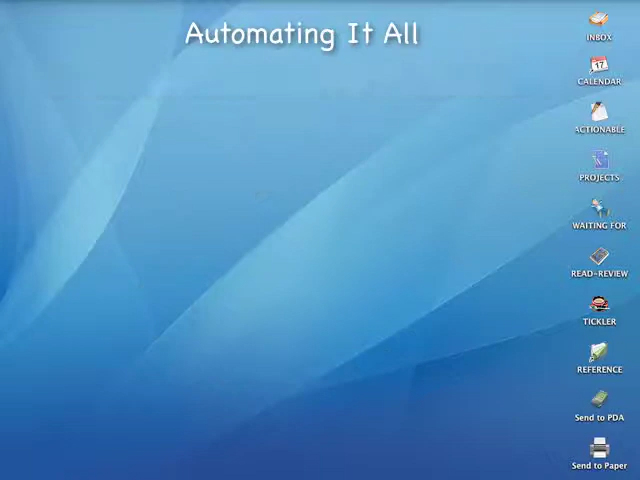 Automating It All
INBOX
17
CALENDAR
ACTIONABLE
PROJECTS
WAITING FOR
READ-REVIEW
TICKLER
REFERENCE
Send to PDA
Send to Paper